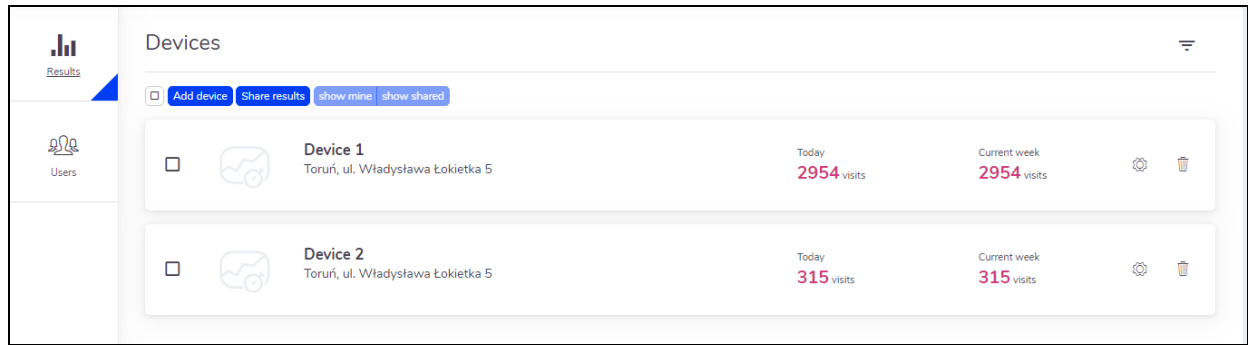 Results
Users
Devices
Add device Share results show mine show shared
Device 1
Toruń, ul. Władysława Łokietka 5
Today
2954 visits
Current week
2954 visits
Device 2
Toruń, ul. Władysława Łokietka 5
Today
315 visits
Current week
315 visits